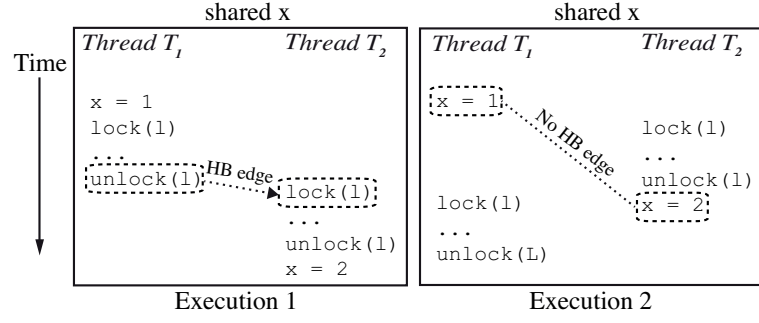 shared x
Thread T1
Thread T2
Time
x = 1
lock(l)
...
unlock(l)
HB edge
lock(l)
...
unlock(l)
x = 2
Execution 1
shared x
Thread T1
Thread T2
x = 1
No HB edge
lock(l)
...
unlock(l)
x = 2
lock(l)
...
unlock(L)
Execution 2